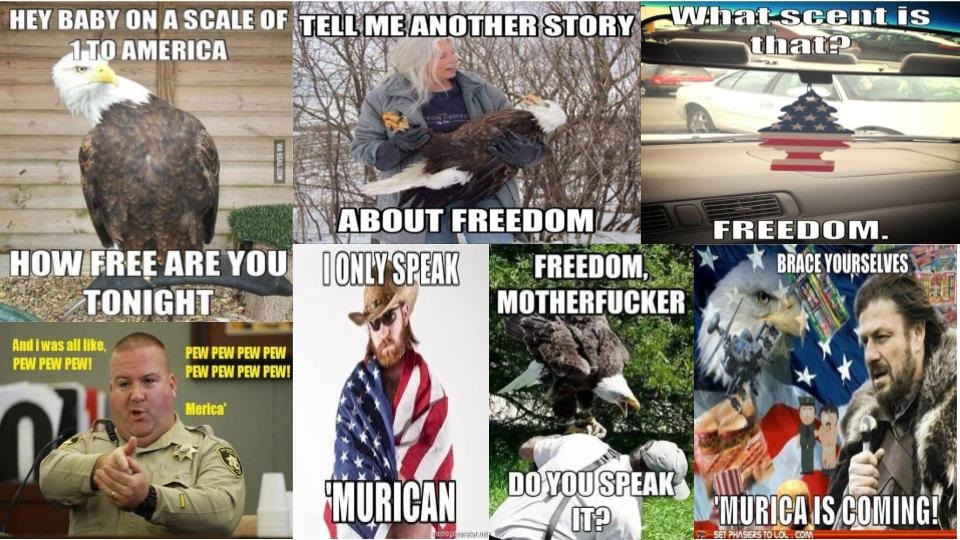 HEY BABY ON A SCALE OF
1 TO AMERICA
HOW FREE ARE YOU
TONIGHT
TELL ME ANOTHER STORY
ABOUT FREEDOM
What scent is
that?
FREEDOM.
And i was all like,
PEW PEW PEW!
PEW PEW PEW PEW
PEW PEW PEW PEW!
Merica'
I ONLY SPEAK
'MURICAN
FREEDOM,
MOTHERFUCKER
DO YOU SPEAK
IT?
BRACE YOURSELVES
'MURICA IS COMING!
SET PHASERS TO LOL.COM